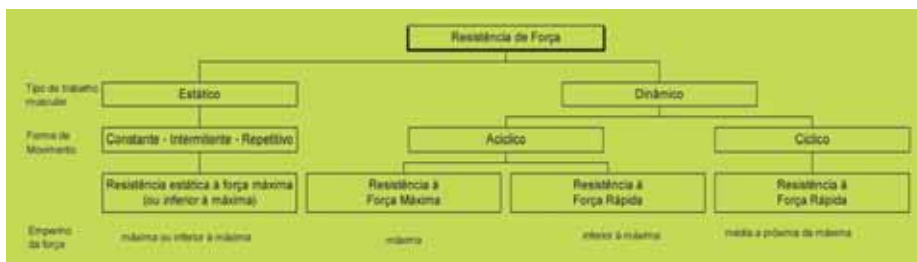 Resistência de Força
Tipo de trabalho
muscular
Estático
Dinâmico
Forma de
Movimento
Constante - Intermitente - Repetitivo
Acíclico
Cíclico
Resistência estática à força máxima
(ou inferior à máxima)
Resistência à
Força Máxima
Resistência à
Força Rápida
Resistência à
Força Rápida
Empenho
da força
máxima ou inferior à máxima
máxima
inferior à máxima
média a próxima da máxima